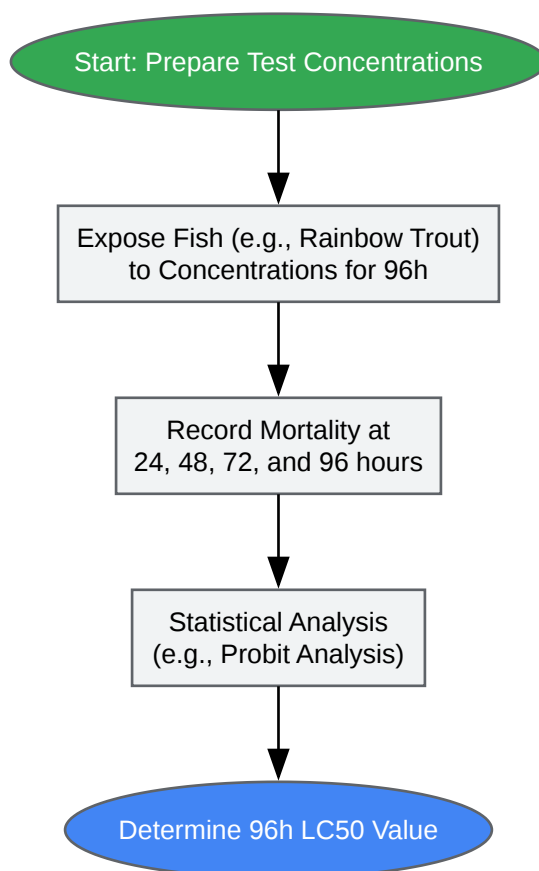 Start: Prepare Test Concentrations
Expose Fish (e.g., Rainbow Trout)
to Concentrations for 96h
Record Mortality at
24, 48, 72, and 96 hours
Statistical Analysis
(e.g., Probit Analysis)
Determine 96h LC50 Value